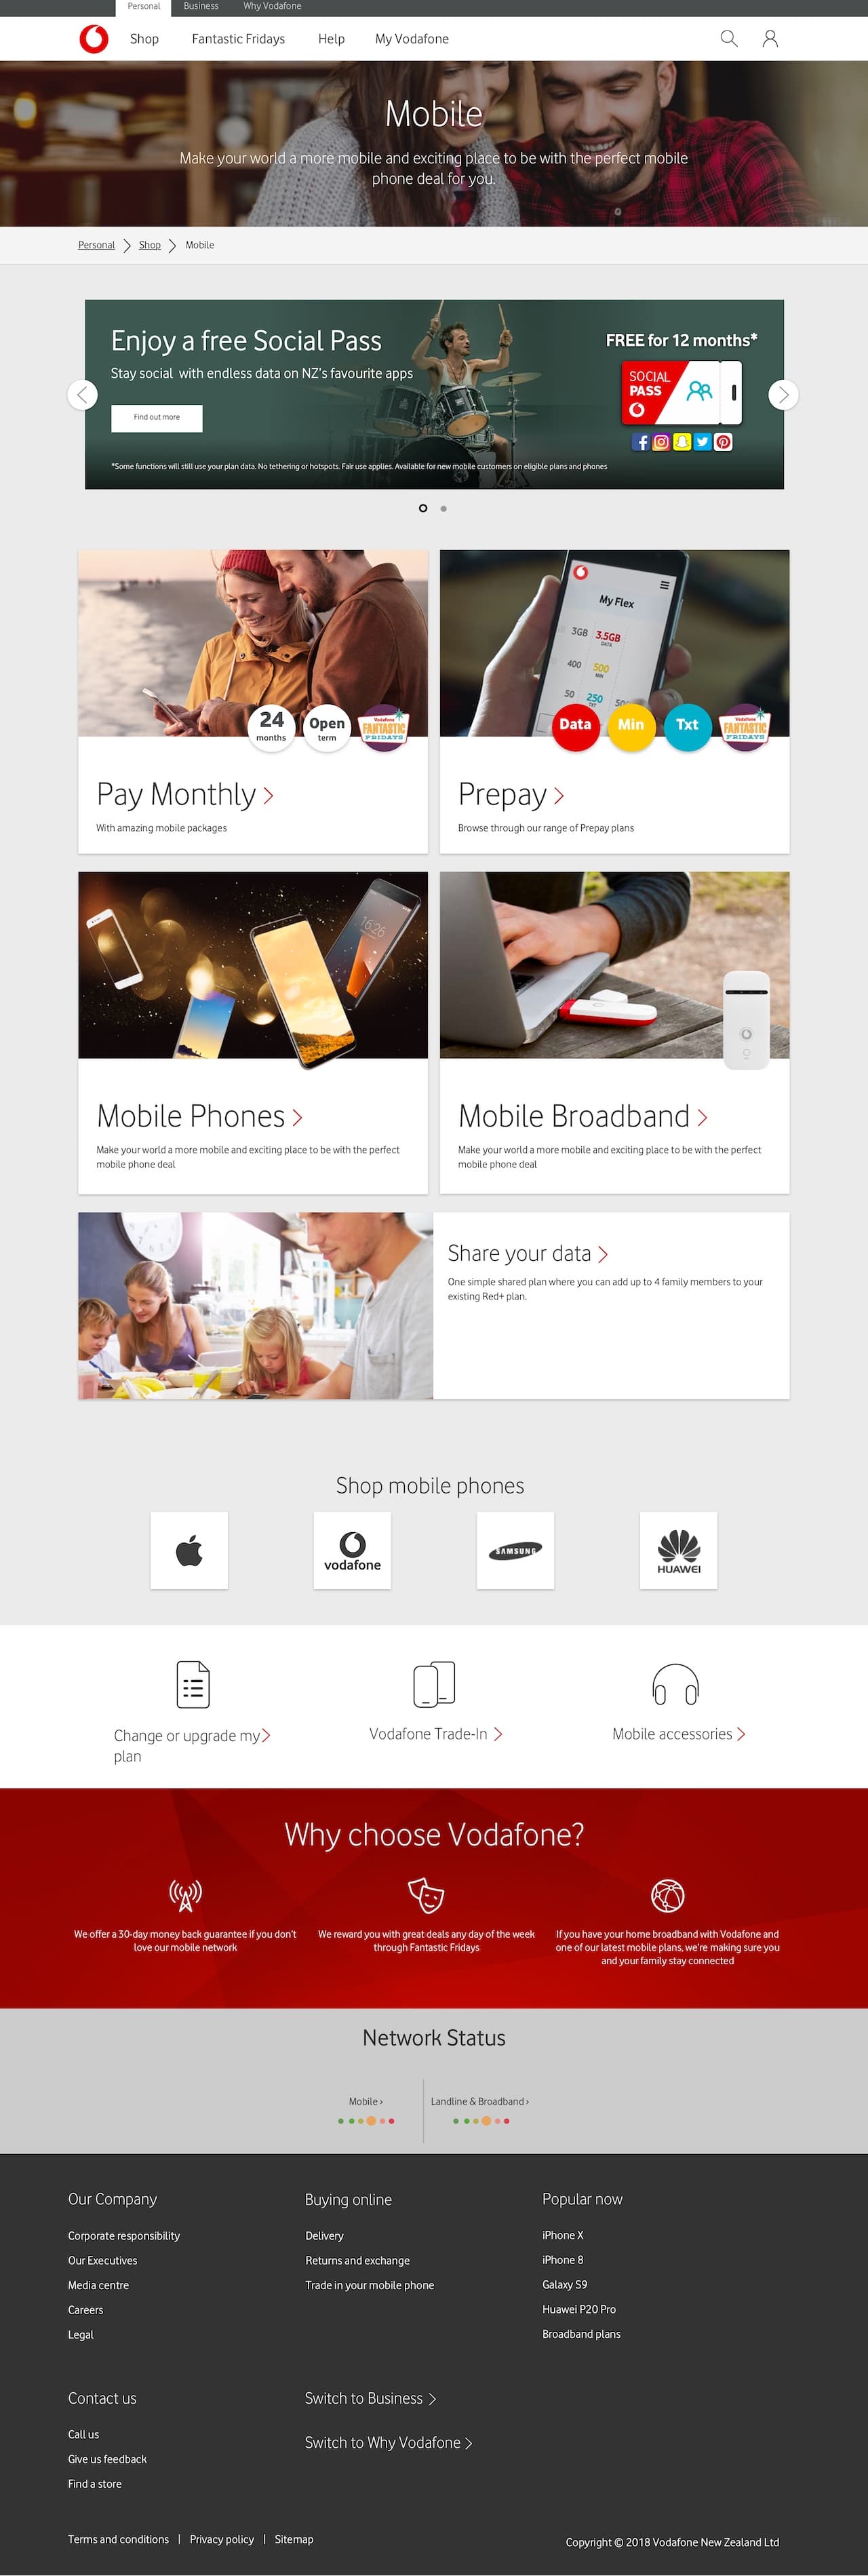 Personal Business Why Vodafone
Shop Fantastic Fridays Help My Vodafone
Mobile
Make your world a more mobile and exciting place to be with the perfect mobile
phone deal for you.
Personal Shop Mobile
Enjoy a free Social Pass
Stay social with endless data on NZ's favourite apps
Find out more
*Some functions will still use your plan data. No tethering or hotspots. Fair use applies. Available for new mobile customers on eligible plans and phones
FREE for 12 months*
SOCIAL
PASS
24
months
Open
term
Vodafone
FANTASTIC
FRIDAYS
Pay Monthly
With amazing mobile packages
My Flex
3GB 3.5GB
DATA
400 500
MIN
50 250
TXT
Data Min Txt
Vodafone
FANTASTIC
FRIDAYS
Prepay
Browse through our range of Prepay plans
16:26
Mobile Phones
Make your world a more mobile and exciting place to be with the perfect
mobile phone deal
Mobile Broadband
Make your world a more mobile and exciting place to be with the perfect
mobile phone deal
Share your data
One simple shared plan where you can add up to 4 family members to your
existing Red+ plan.
Shop mobile phones
vodafone
SAMSUNG
HUAWEI
Change or upgrade my
plan
Vodafone Trade-In
Mobile accessories
Why choose Vodafone?
We offer a 30-day money back guarantee if you don't
love our mobile network
We reward you with great deals any day of the week
through Fantastic Fridays
If you have your home broadband with Vodafone and
one of our latest mobile plans, we're making sure you
and your family stay connected
Network Status
Mobile ›
Landline & Broadband ›
Our Company
Corporate responsibility
Our Executives
Media centre
Careers
Legal
Buying online
Delivery
Returns and exchange
Trade in your mobile phone
Popular now
iPhone X
iPhone 8
Galaxy S9
Huawei P20 Pro
Broadband plans
Contact us
Call us
Give us feedback
Find a store
Switch to Business
Switch to Why Vodafone
Terms and conditions | Privacy policy | Sitemap
Copyright © 2018 Vodafone New Zealand Ltd